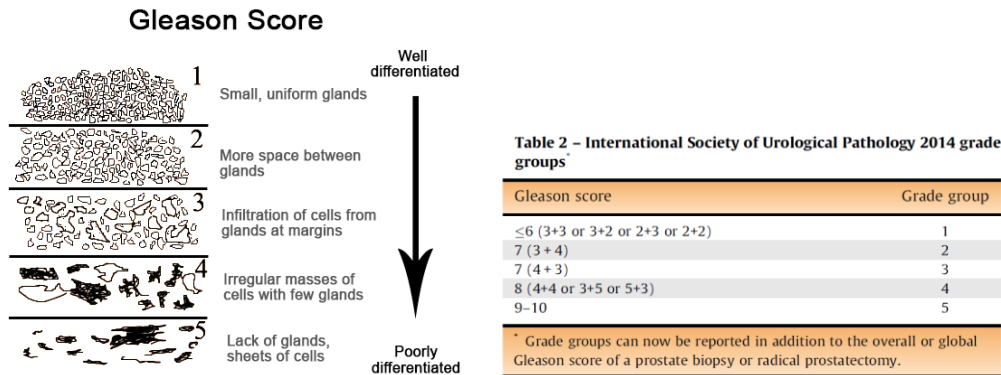 Gleason Score
1
Small, uniform glands
2
More space between
glands
3
Infiltration of cells from
glands at margins
4
Irregular masses of
cells with few glands
5
Lack of glands,
sheets of cells
Well
differentiated
Poorly
differentiated
Table 2 – International Society of Urological Pathology 2014 grade
groups*
Gleason score Grade group
≤6 (3+3 or 3+2 or 2+3 or 2+2) 1
7 (3 + 4) 2
7 (4 + 3) 3
8 (4+4 or 3+5 or 5+3) 4
9–10 5
* Grade groups can now be reported in addition to the overall or global
Gleason score of a prostate biopsy or radical prostatectomy.